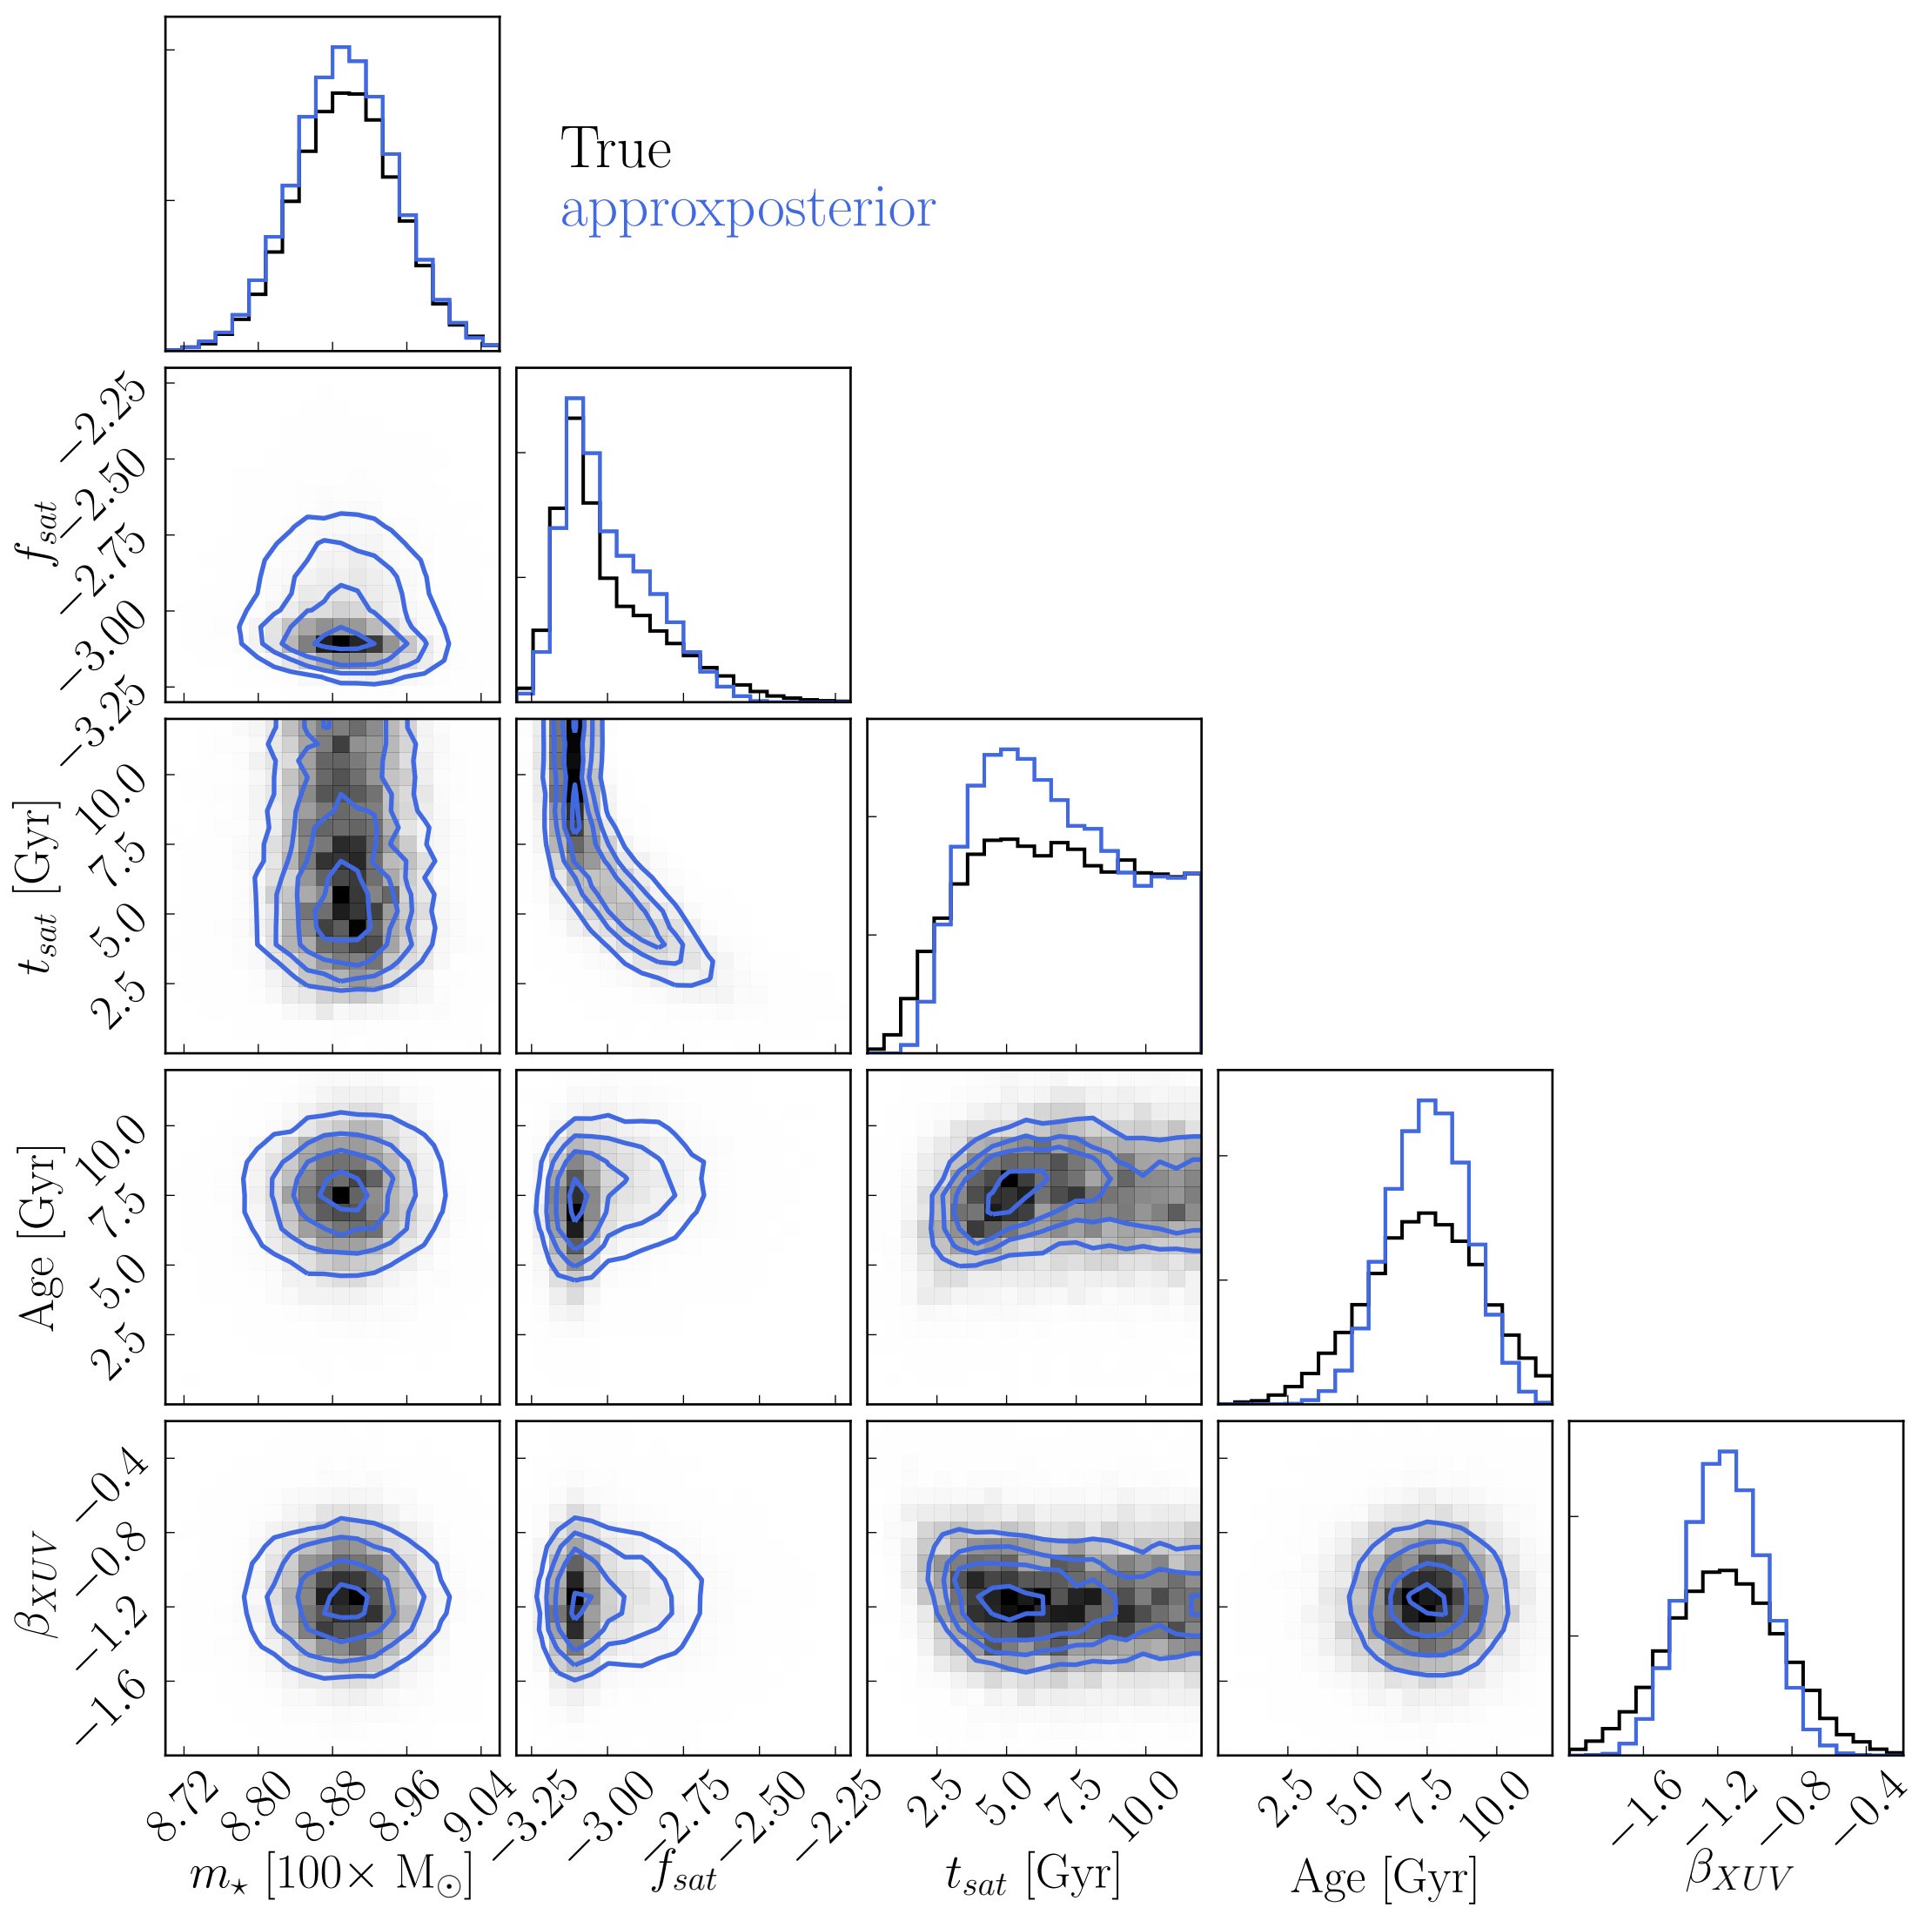 True
approxposterior
−2.25
−2.50
−2.75
−3.00
−3.25
f_sat
10.0
7.5
5.0
2.5
t_sat [Gyr]
10.0
7.5
5.0
2.5
Age [Gyr]
−0.4
−0.8
−1.2
−1.6
β_XUV
8.72 8.80 8.88 8.96 9.04 −3.25 −3.00 −2.75 −2.50 −2.25 2.5 5.0 7.5 10.0 2.5 5.0 7.5 10.0 −1.6 −1.2 −0.8 −0.4
m_⋆ [100× M_⊙] f_sat t_sat [Gyr] Age [Gyr] β_XUV